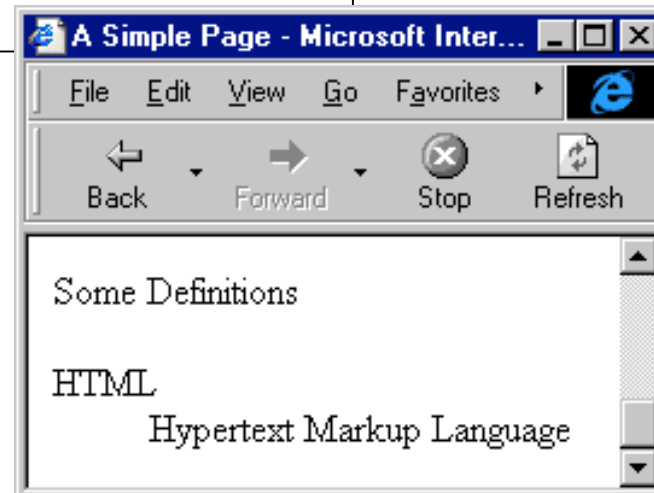 A Simple Page - Microsoft Inter...
File Edit View Go Favorites
Back Forward Stop Refresh
Some Definitions
HTML
Hypertext Markup Language